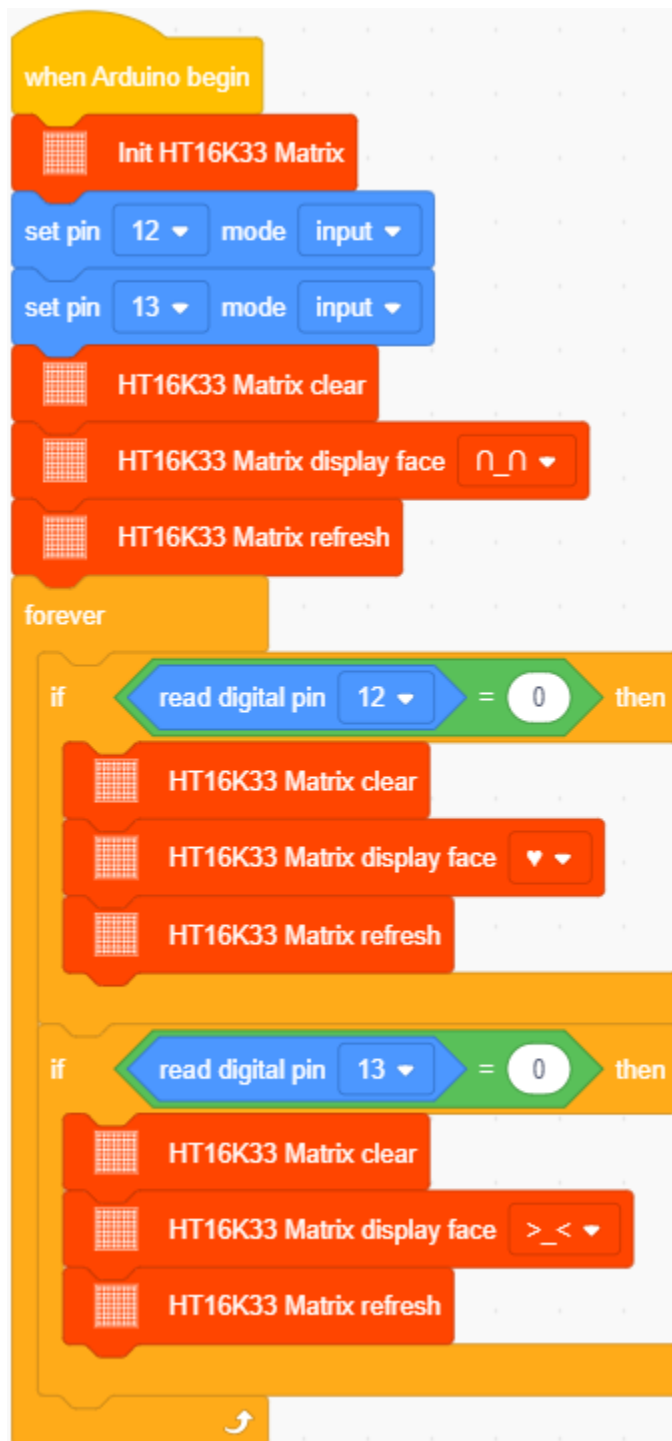 when Arduino begin
Init HT16K33 Matrix
set pin 12 mode input
set pin 13 mode input
HT16K33 Matrix clear
HT16K33 Matrix display face ∩_∩
HT16K33 Matrix refresh
forever
if read digital pin 12 = 0 then
HT16K33 Matrix clear
HT16K33 Matrix display face ♥
HT16K33 Matrix refresh
if read digital pin 13 = 0 then
HT16K33 Matrix clear
HT16K33 Matrix display face >_<
HT16K33 Matrix refresh